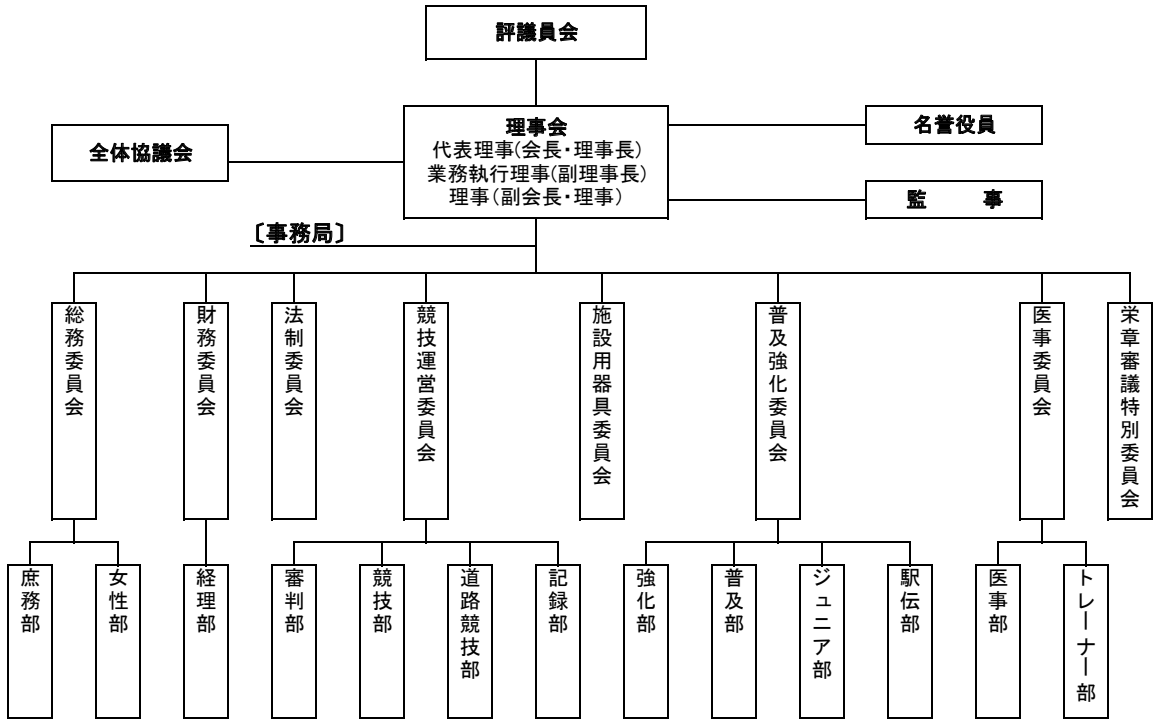 評議員会
理事会
代表理事(会長・理事長)
業務執行理事(副理事長)
理事(副会長・理事)
全体協議会
名誉役員
監　　事
〔事務局〕
総務委員会
財務委員会
法制委員会
競技運営委員会
施設用器具委員会
普及強化委員会
医事委員会
栄章審議特別委員会
庶務部
女性部
経理部
審判部
競技部
道路競技部
記録部
強化部
普及部
ジュニア部
駅伝部
医事部
トレーナー部